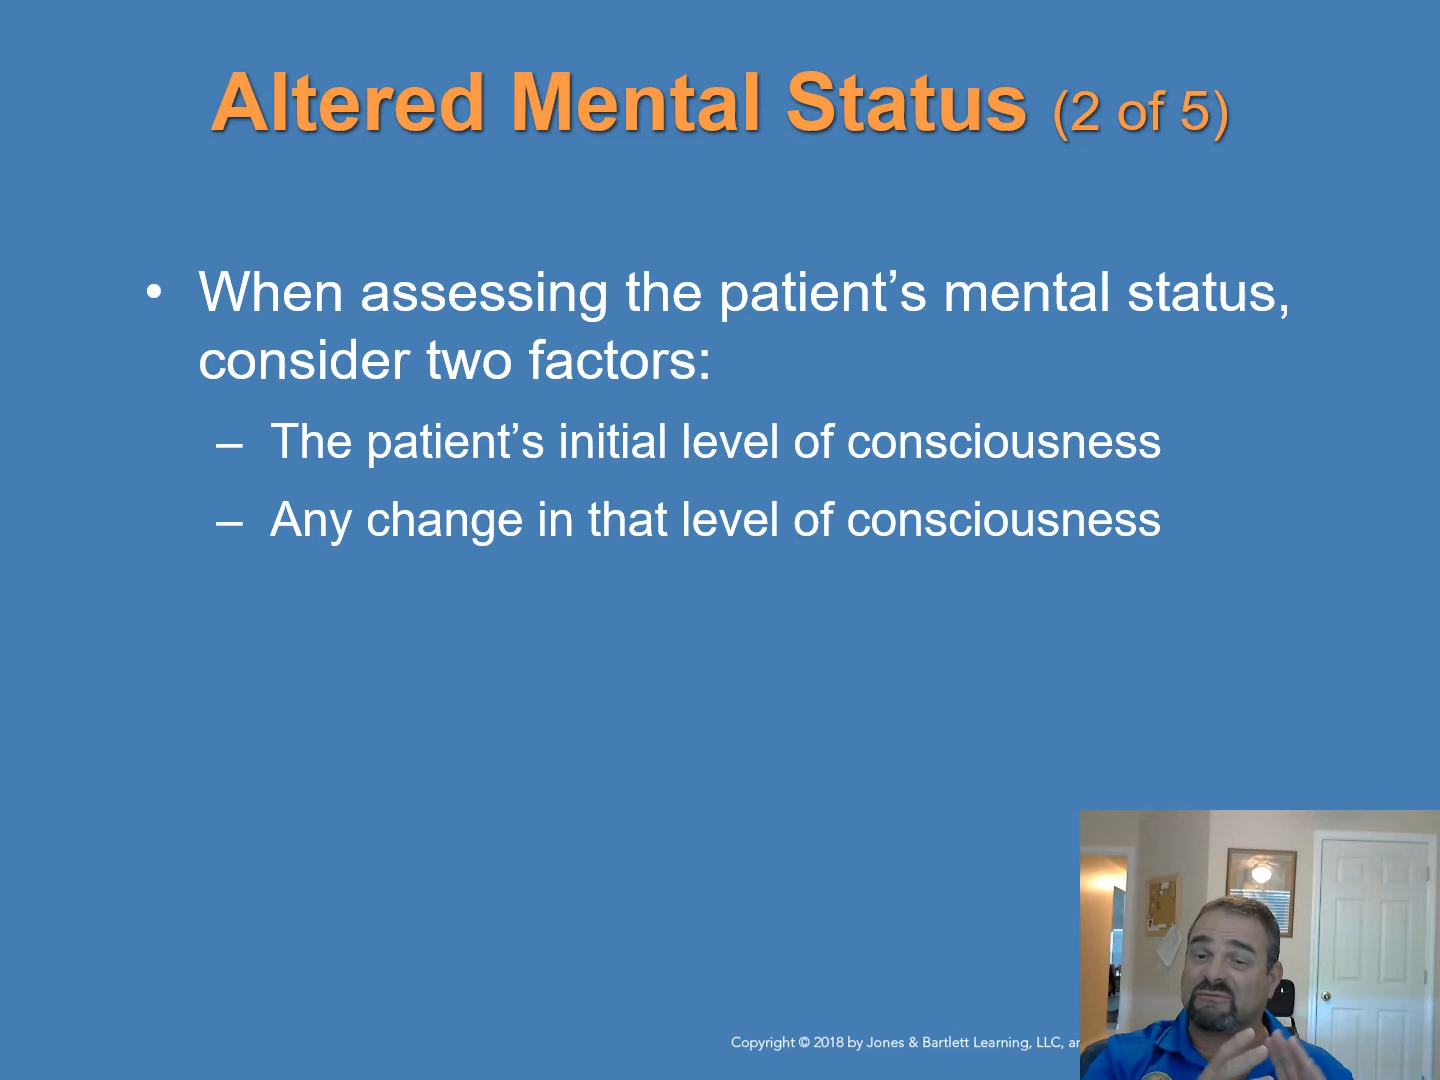 Altered Mental Status (2 of 5)
• When assessing the patient’s mental status,
consider two factors:
– The patient’s initial level of consciousness
– Any change in that level of consciousness
Copyright © 2018 by Jones & Bartlett Learning, LLC,